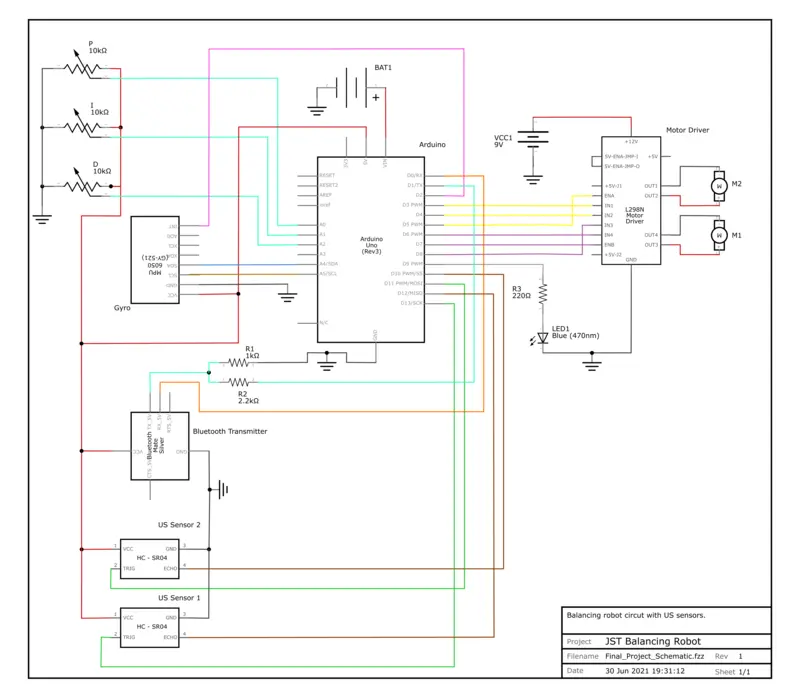 P
10kΩ
I
10kΩ
D
10kΩ
BAT1
+
Arduino
5V
RESET
RESET2
AREF
ioref
A0
A1
A2
A3
A4/SDA
A5/SCL
N/C
D0/RX
D1/TX
D2
D3 PWM
D4
D5 PWM
D6 PWM
D7
D8
D9 PWM
D10 PWM/SS
D11 PWM/MOSI
D12/MISO
D13/SCK
GND
Arduino
Uno
(Rev3)
VCC1
9V
Motor Driver
+12V
5V-ENA-JMP-I
5V-ENA-JMP-O
+5V
+5V-J1
ENA
IN1
IN2
IN3
IN4
ENB
+5V-J2
OUT1
OUT2
OUT4
OUT3
GND
L298N
Motor
Driver
M
M2
M
M1
MPU
6050
(GY-521)
INT
AD0
XCL
XDA
SDA
SCL
GND
VCC
Gyro
R3
220Ω
LED1
Blue (470nm)
R1
1kΩ
R2
2.2kΩ
Bluetooth
Mate
Silver
VCC
GND
Bluetooth Transmitter
US Sensor 2
1
VCC
GND
3
HC - SR04
2
TRIG
ECHO
4
US Sensor 1
1
VCC
GND
3
HC - SR04
2
TRIG
ECHO
4
Balancing robot circut with US sensors.
Project JST Balancing Robot
Filename Final_Project_Schematic.fzz Rev 1
Date 30 Jun 2021 19:31:12 Sheet 1/1